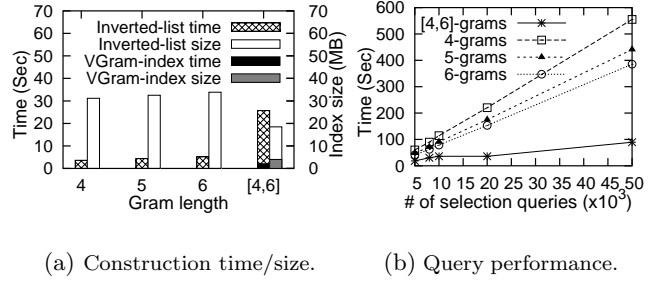 70
60
50
40
30
20
10
0
Time (Sec)
Inverted-list time
Inverted-list size
VGram-index time
VGram-index size
4 5 6 [4,6]
Gram length
70
60
50
40
30
20
10
0
Index size (MB)
600
500
400
300
200
100
0
Time (Sec)
[4,6]-grams
4-grams
5-grams
6-grams
5 10 15 20 25 30 35 40 45 50
# of selection queries (x10³)
(a) Construction time/size.
(b) Query performance.